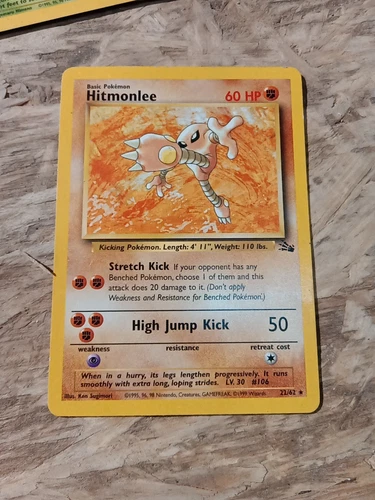 Basic Pokémon
Hitmonlee 60 HP
Kicking Pokémon. Length: 4' 11", Weight: 110 lbs.
Stretch Kick If your opponent has any
Benched Pokémon, choose 1 of them and this
attack does 20 damage to it. (Don't apply
Weakness and Resistance for Benched Pokémon.)
High Jump Kick 50
weakness resistance retreat cost
When in a hurry, its legs lengthen progressively. It runs
smoothly with extra long, loping strides. LV. 30 #106
Illus. Ken Sugimori ©1995, 96, 98 Nintendo, Creatures, GAMEFREAK. ©1999 Wizards. 22/62 ★